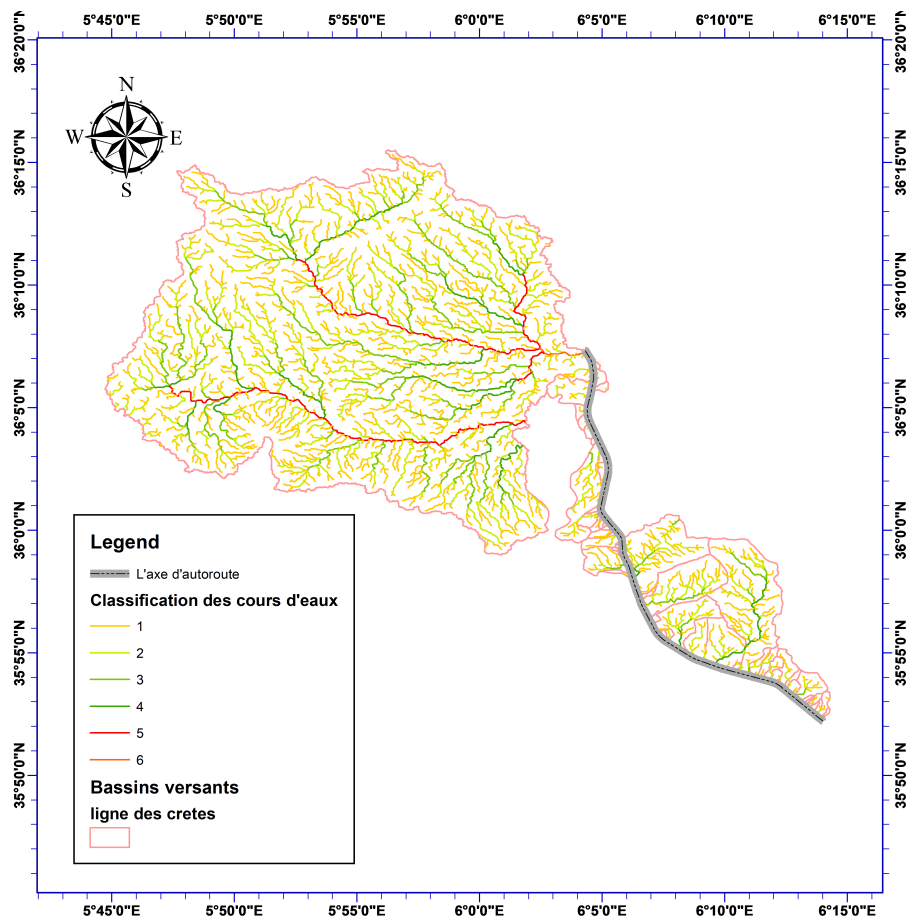 5°45'0"E 5°50'0"E 5°55'0"E 6°0'0"E 6°5'0"E 6°10'0"E 6°15'0"E
36°20'0"N 36°20'0"N
N
W E
S
36°15'0"N 36°15'0"N
36°10'0"N 36°10'0"N
36°5'0"N 36°5'0"N
36°0'0"N 36°0'0"N
Legend
L'axe d'autoroute
Classification des cours d'eaux
1
2
3
4
5
6
Bassins versants
ligne des cretes
35°55'0"N 35°55'0"N
35°50'0"N 35°50'0"N
5°45'0"E 5°50'0"E 5°55'0"E 6°0'0"E 6°5'0"E 6°10'0"E 6°15'0"E